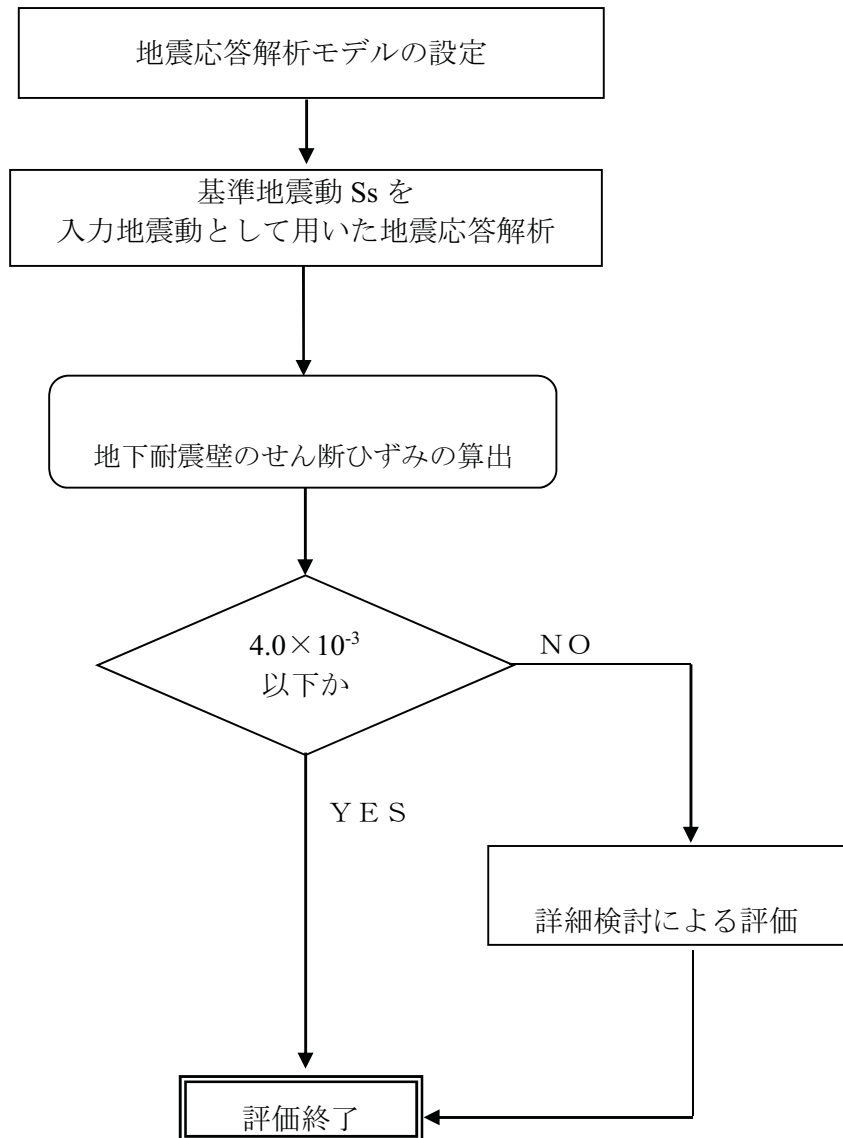 地震応答解析モデルの設定
基準地震動 Ss を
入力地震動として用いた地震応答解析
地下耐震壁のせん断ひずみの算出
4.0×10⁻³
以下か
ＮＯ
ＹＥＳ
詳細検討による評価
評価終了